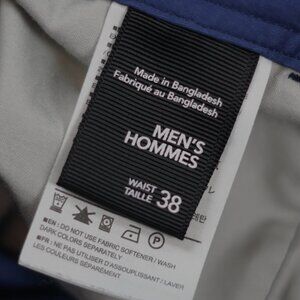 Made in Bangladesh
Fabriqué au Bangladesh
MEN'S
HOMMES
WAIST
TAILLE 38
■EN : DO NOT USE FABRIC SOFTENER / WASH
DARK COLORS SEPARATELY
■FR : NE PAS UTILISER D'ASSOUPLISSANT / LAVER
LES COULEURS SÉPARÉMENT